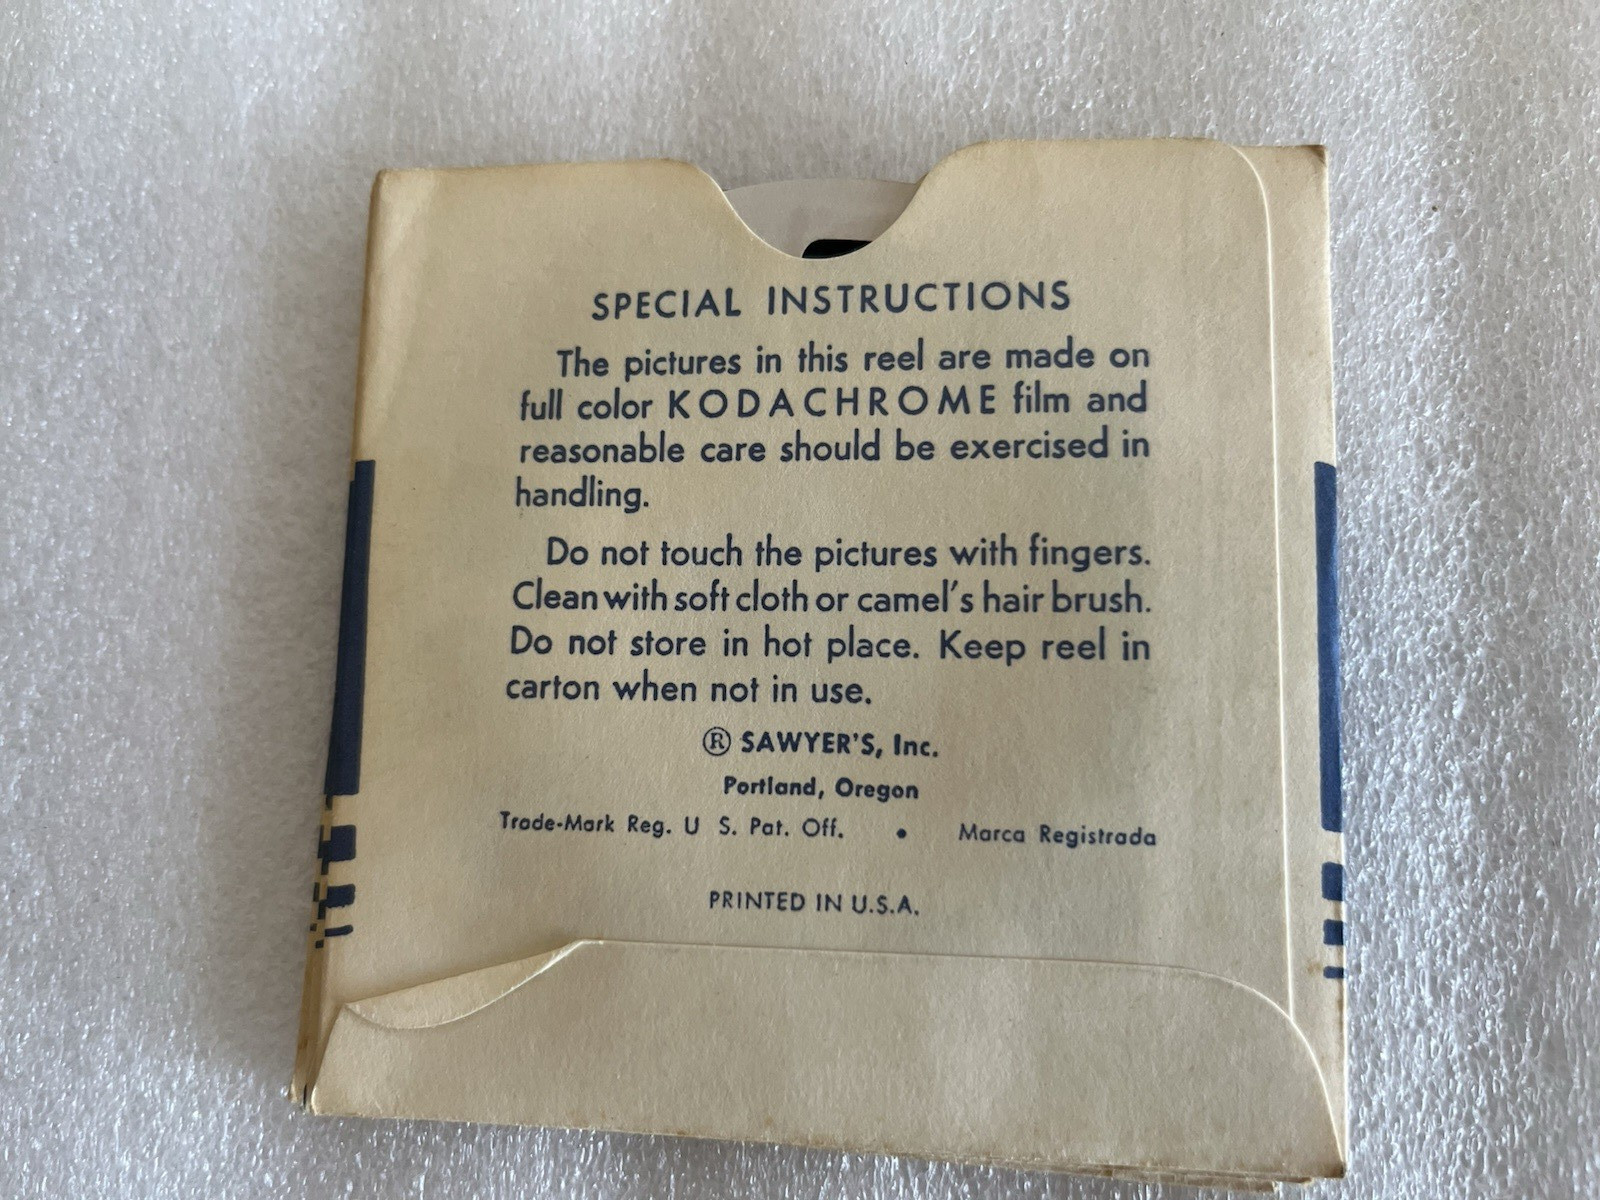 SPECIAL INSTRUCTIONS
The pictures in this reel are made on
full color KODACHROME film and
reasonable care should be exercised in
handling.
Do not touch the pictures with fingers.
Clean with soft cloth or camel's hair brush.
Do not store in hot place. Keep reel in
carton when not in use.
® SAWYER'S, Inc.
Portland, Oregon
Trade-Mark Reg. U S. Pat. Off. • Marca Registrada
PRINTED IN U.S.A.